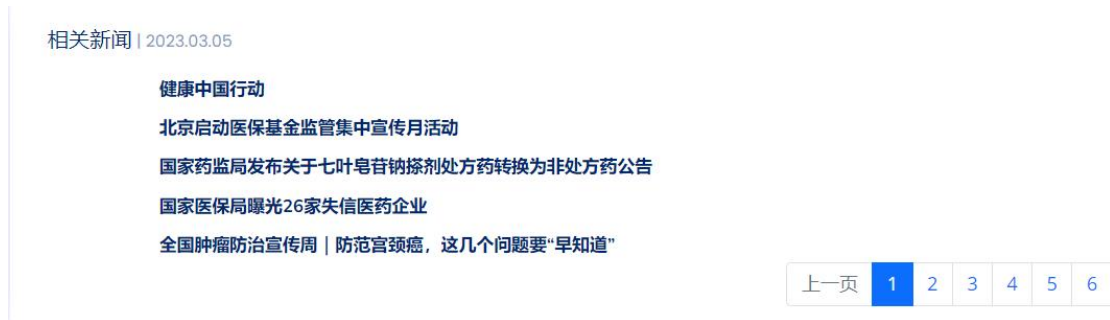 相关新闻 | 2023.03.05
健康中国行动
北京启动医保基金监管集中宣传月活动
国家药监局发布关于七叶皂苷钠搽剂处方药转换为非处方药公告
国家医保局曝光26家失信医药企业
全国肿瘤防治宣传周｜防范宫颈癌，这几个问题要“早知道”
上一页 1 2 3 4 5 6